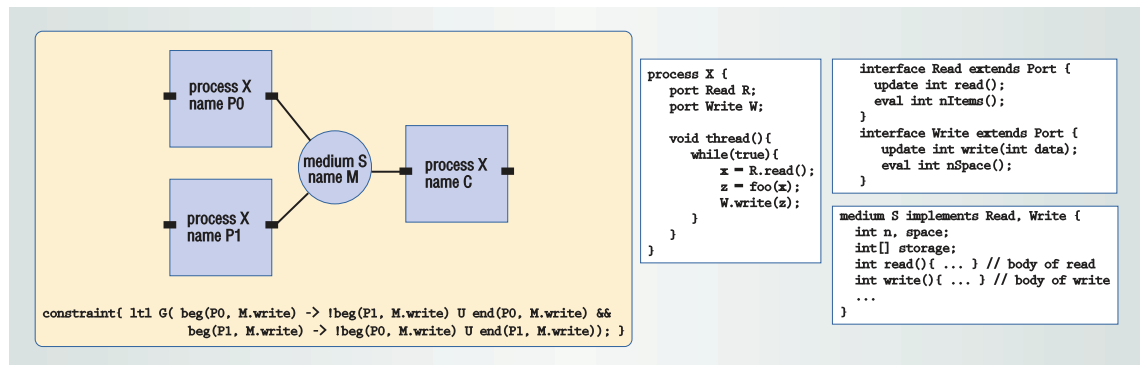 process X
name P0
medium S
name M
process X
name C
process X
name P1
constraint{ ltl G( beg(P0, M.write) -> !beg(P1, M.write) U end(P0, M.write) &&
beg(P1, M.write) -> !beg(P0, M.write) U end(P1, M.write)); }
process X {
port Read R;
port Write W;
void thread(){
while(true){
x = R.read();
z = foo(x);
W.write(z);
}
}
}
interface Read extends Port {
update int read();
eval int nItems();
}
interface Write extends Port {
update int write(int data);
eval int nSpace();
}
medium S implements Read, Write {
int n, space;
int[] storage;
int read(){ ... } // body of read
int write(){ ... } // body of write
...
}